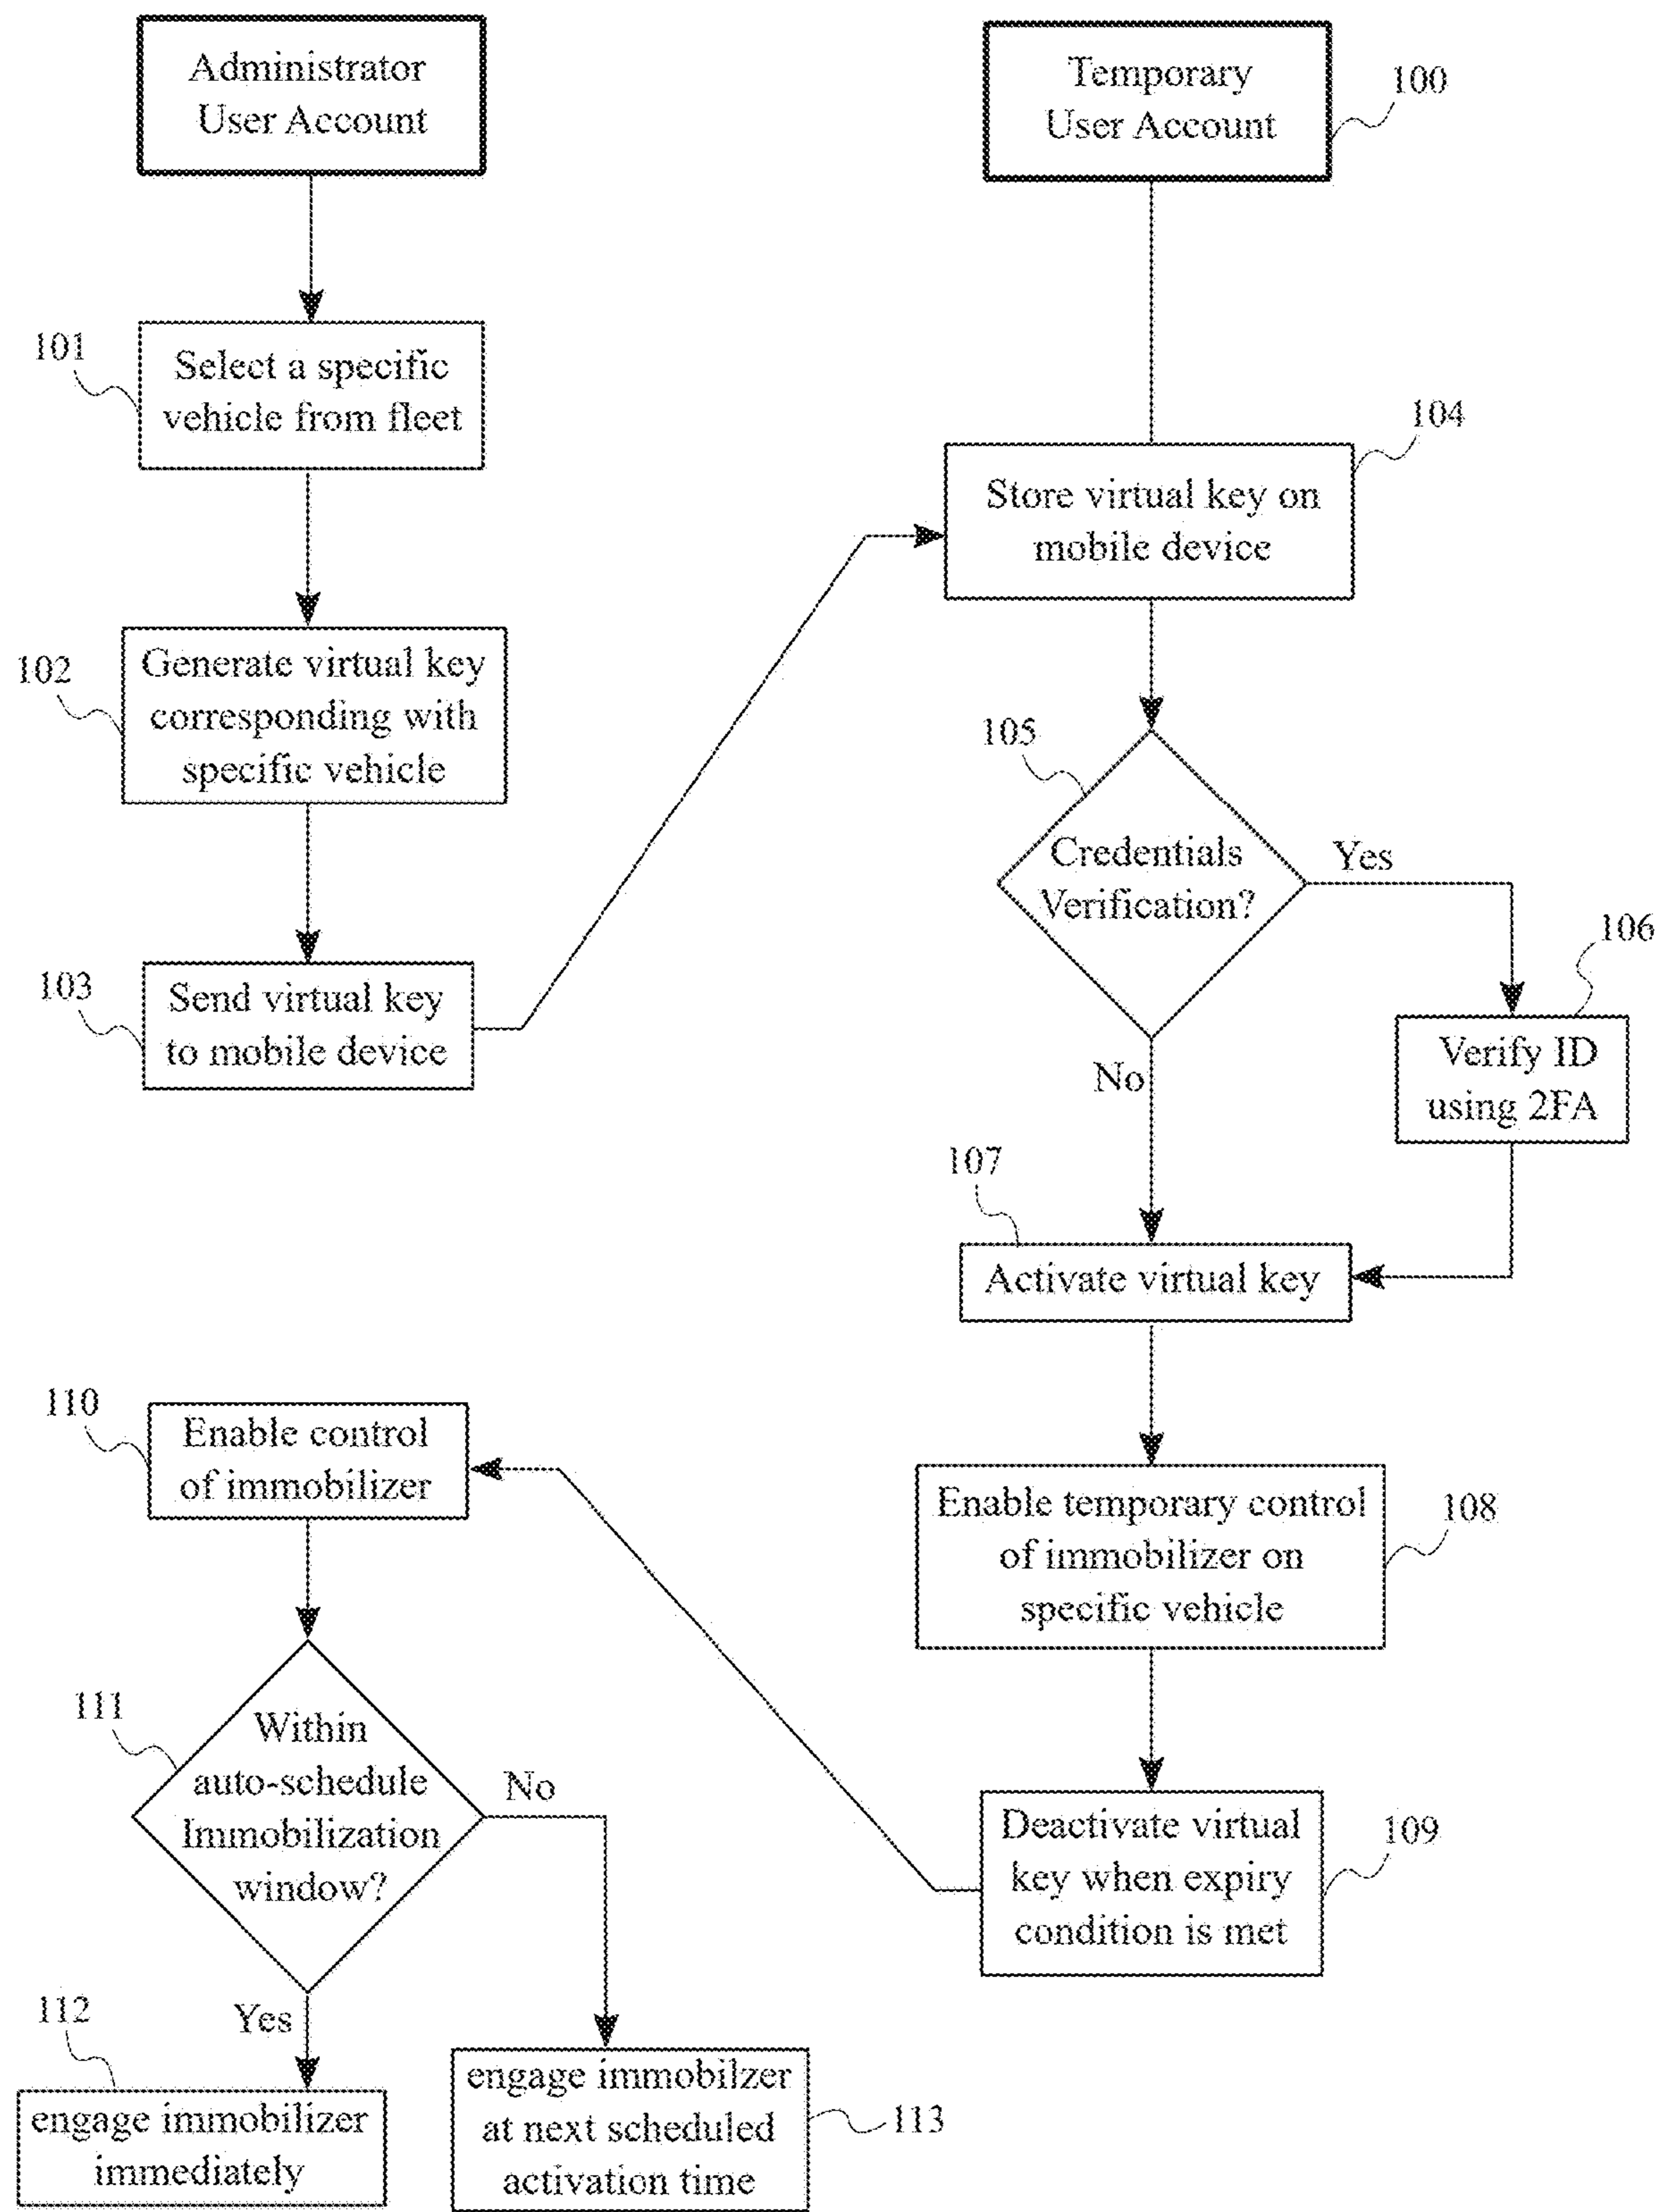 Administrator
User Account
Temporary
User Account
100
101
Select a specific
vehicle from fleet
104
Store virtual key on
mobile device
102
Generate virtual key
corresponding with
specific vehicle
105
Credentials
Verification?
Yes
106
103
Send virtual key
to mobile device
Verify ID
using 2FA
No
107
Activate virtual key
110
Enable control
of immobilizer
Enable temporary control
of immobilizer on
specific vehicle
108
111
Within
auto-schedule
Immobilization
window?
No
Deactivate virtual
key when expiry
condition is met
109
112
Yes
engage immobilizer
immediately
engage immobilzer
at next scheduled
activation time
113